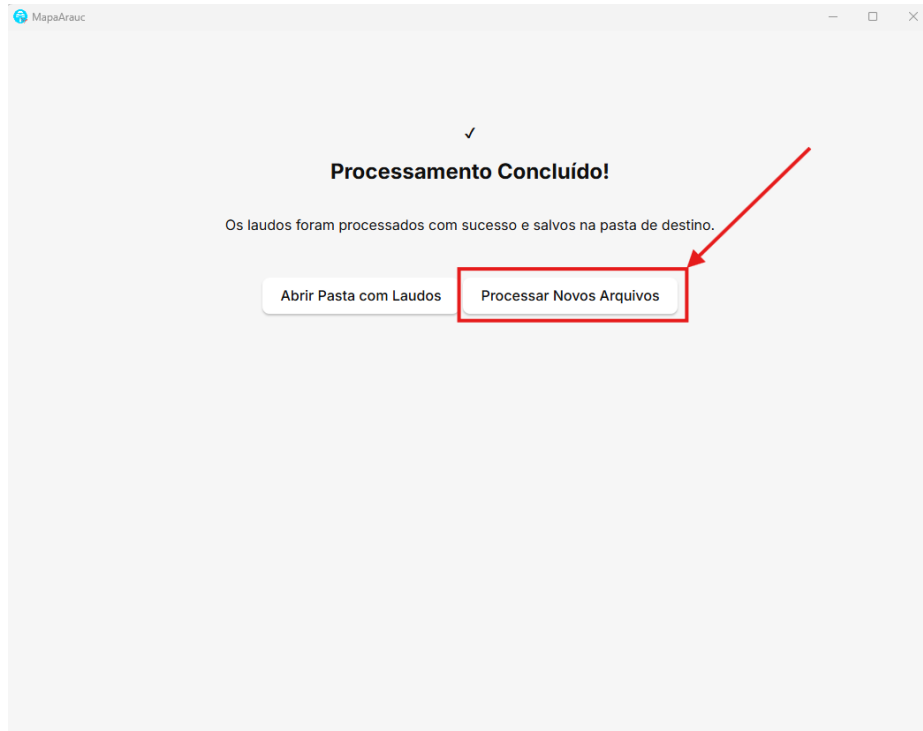 MapaArauc
✓
Processamento Concluído!
Os laudos foram processados com sucesso e salvos na pasta de destino.
Abrir Pasta com Laudos
Processar Novos Arquivos